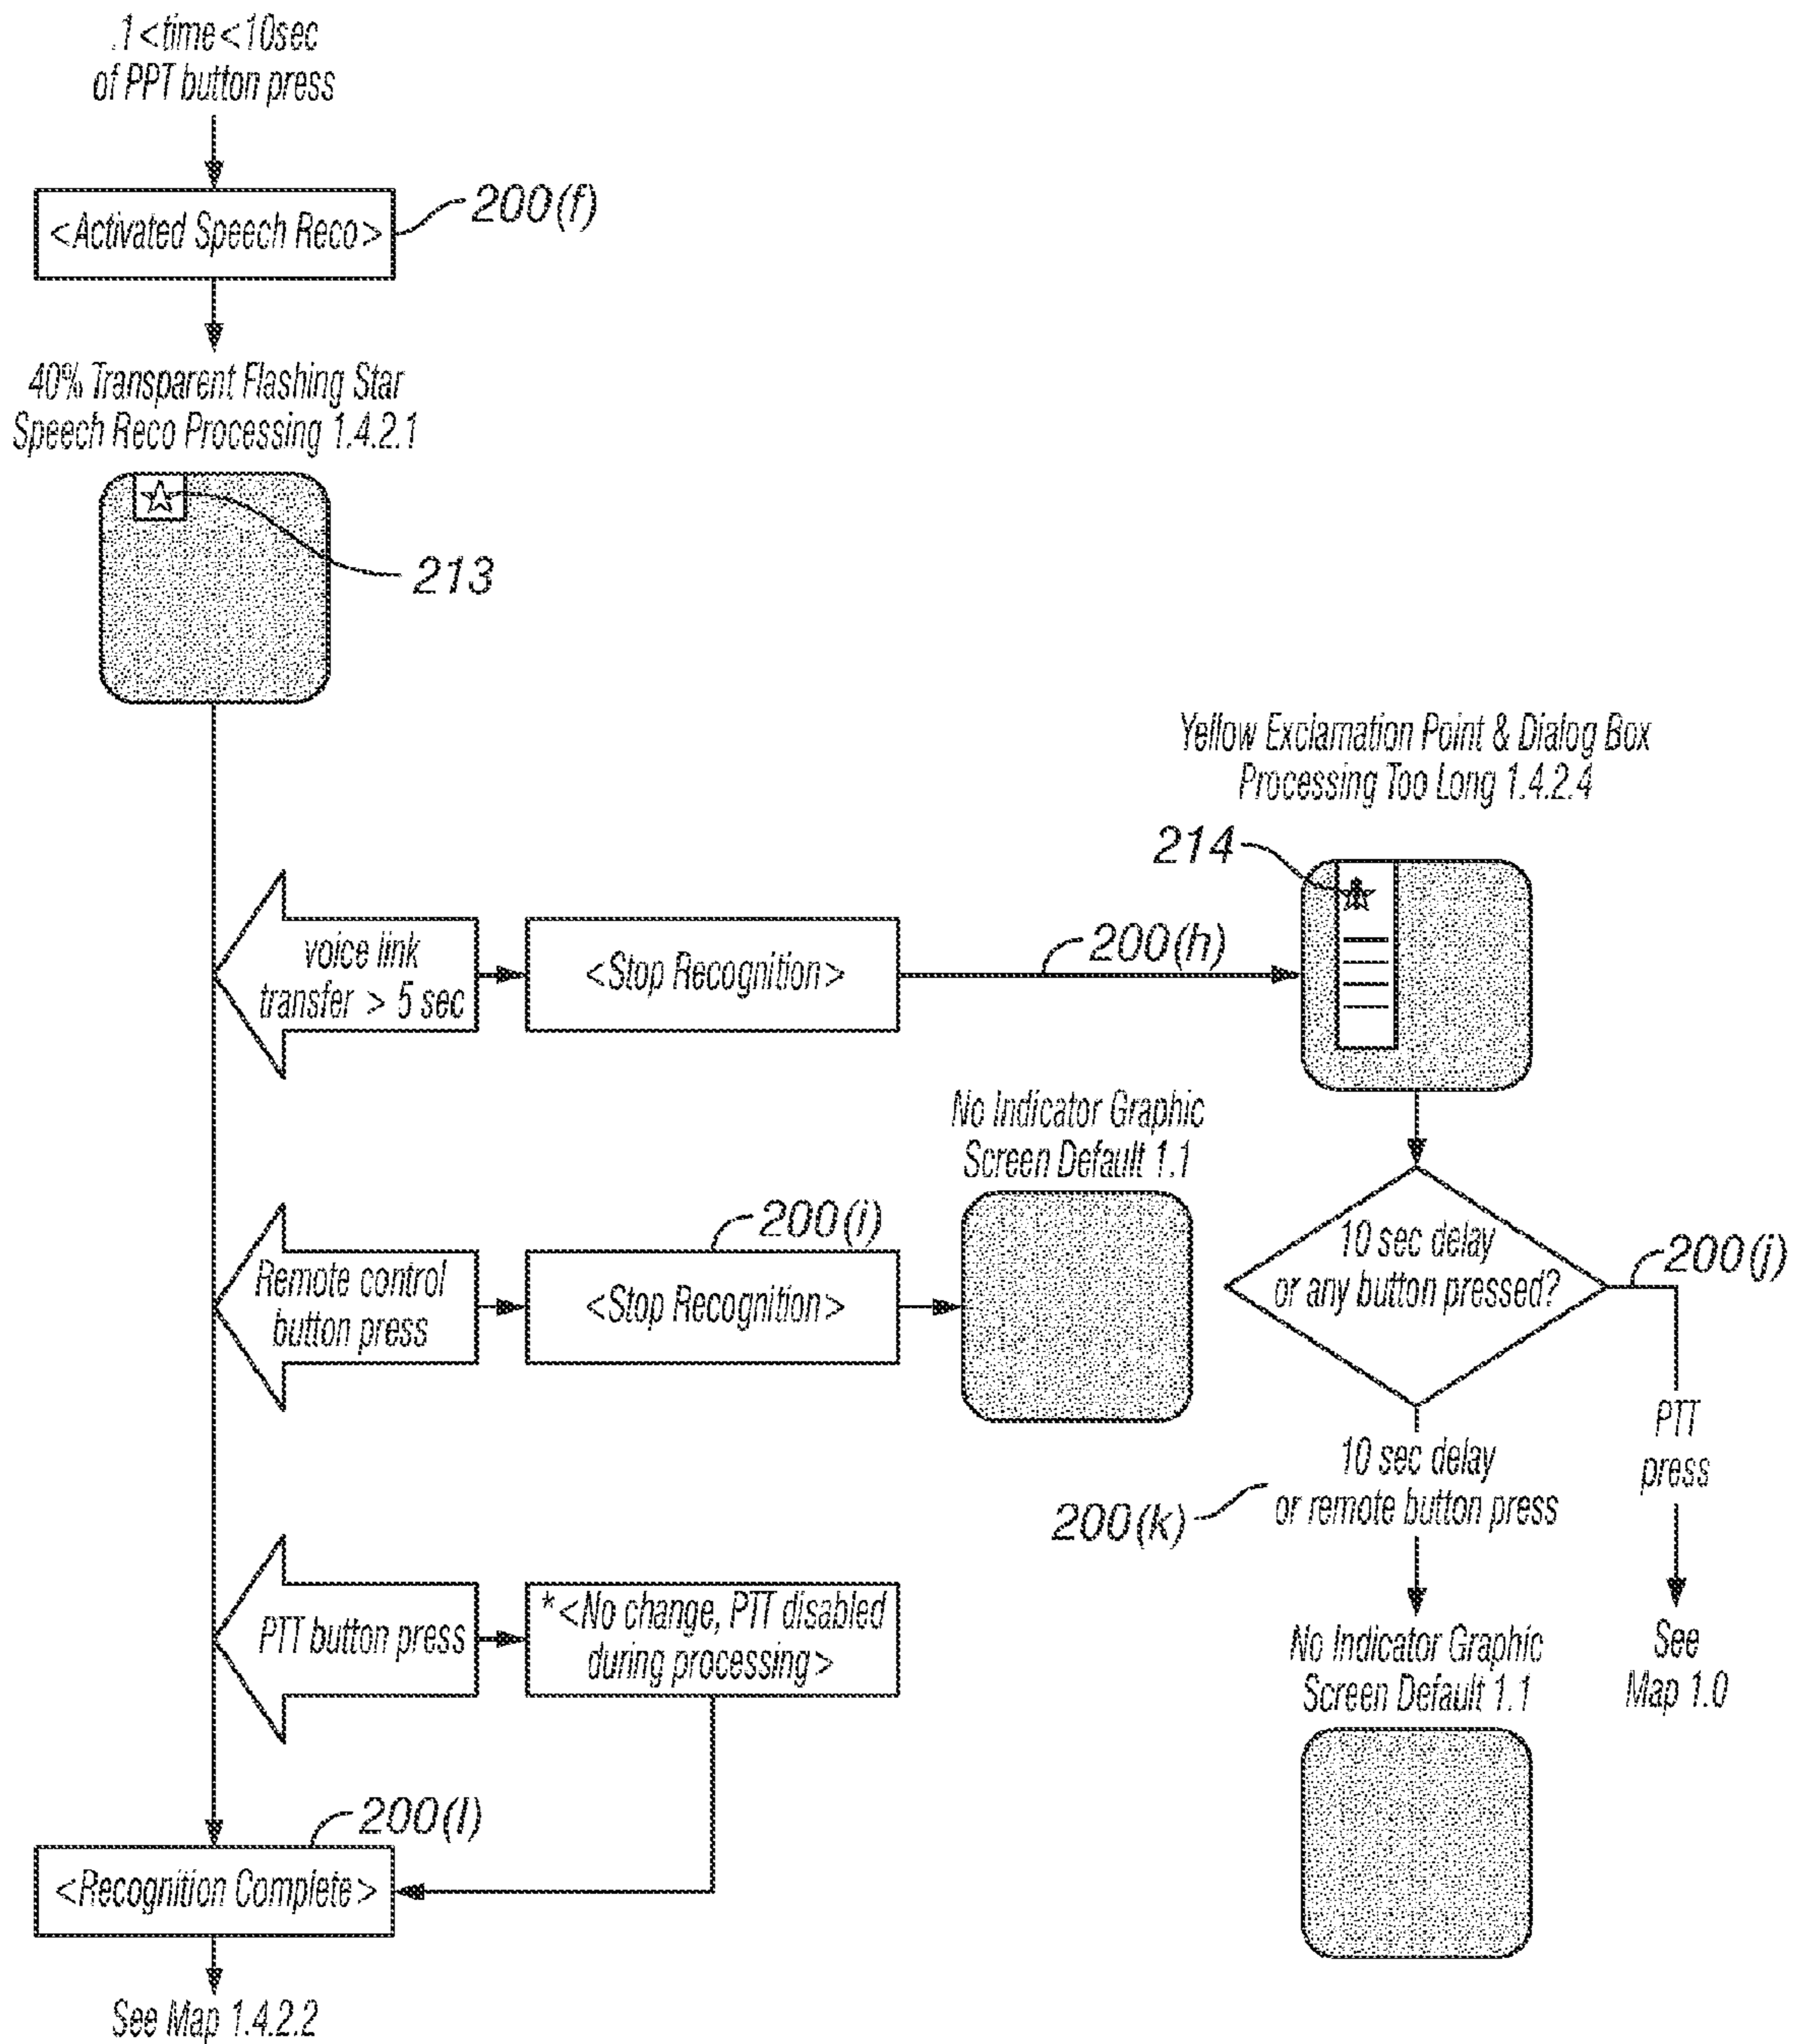 .1<time<10sec
of PPT button press
<Activated Speech Reco>
200(f)
40% Transparent Flashing Star
Speech Reco Processing 1.4.2.1
213
Yellow Exclamation Point & Dialog Box
Processing Too Long 1.4.2.4
214
voice link
transfer > 5 sec
<Stop Recognition>
200(h)
No Indicator Graphic
Screen Default 1.1
Remote control
button press
200(i)
<Stop Recognition>
10 sec delay
or any button pressed?
200(j)
PTT
press
10 sec delay
or remote button press
200(k)
PTT button press
*<No change, PTT disabled
during processing>
No Indicator Graphic
Screen Default 1.1
See
Map 1.0
200(l)
<Recognition Complete>
See Map 1.4.2.2